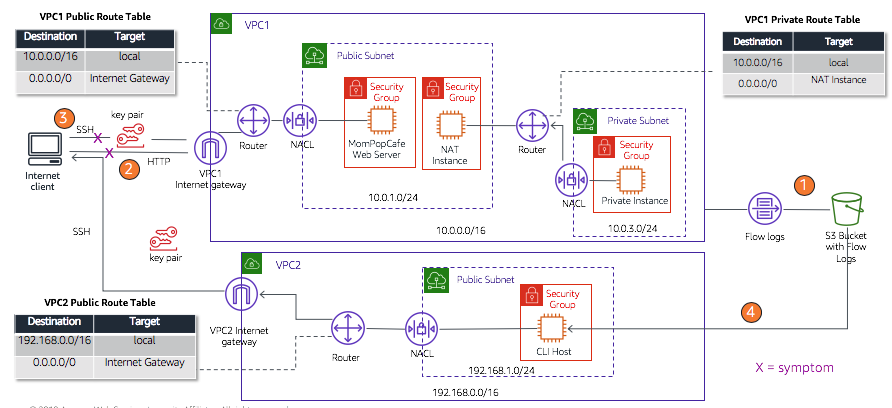 VPC1 Public Route Table
Destination Target
10.0.0.0/16 local
0.0.0.0/0 Internet Gateway
VPC1
VPC1 Private Route Table
Destination Target
10.0.0.0/16 local
0.0.0.0/0 NAT Instance
Public Subnet
Security
Group
MomPopCafe
Web Server
Security
Group
NAT
Instance
10.0.1.0/24
Router
NACL
3
SSH
X
key pair
X
2
HTTP
Internet
client
VPC1
Internet gateway
Router
Private Subnet
Security
Group
Private Instance
NACL
10.0.3.0/24
10.0.0.0/16
1
Flow logs
S3 Bucket
with Flow
Logs
SSH
key pair
VPC2
Public Subnet
Security
Group
CLI Host
192.168.1.0/24
192.168.0.0/16
VPC2 Internet
gateway
Router
NACL
4
VPC2 Public Route Table
Destination Target
192.168.0.0/16 local
0.0.0.0/0 Internet Gateway
X = symptom